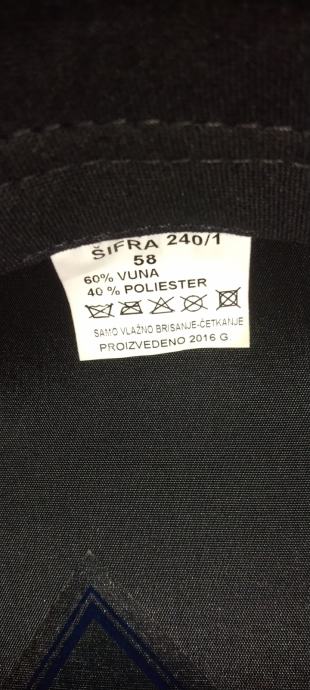 ŠIFRA 240/1
58
60% VUNA
40 % POLIESTER
SAMO VLAŽNO BRISANJE-ČETKANJE
PROIZVEDENO 2016 G